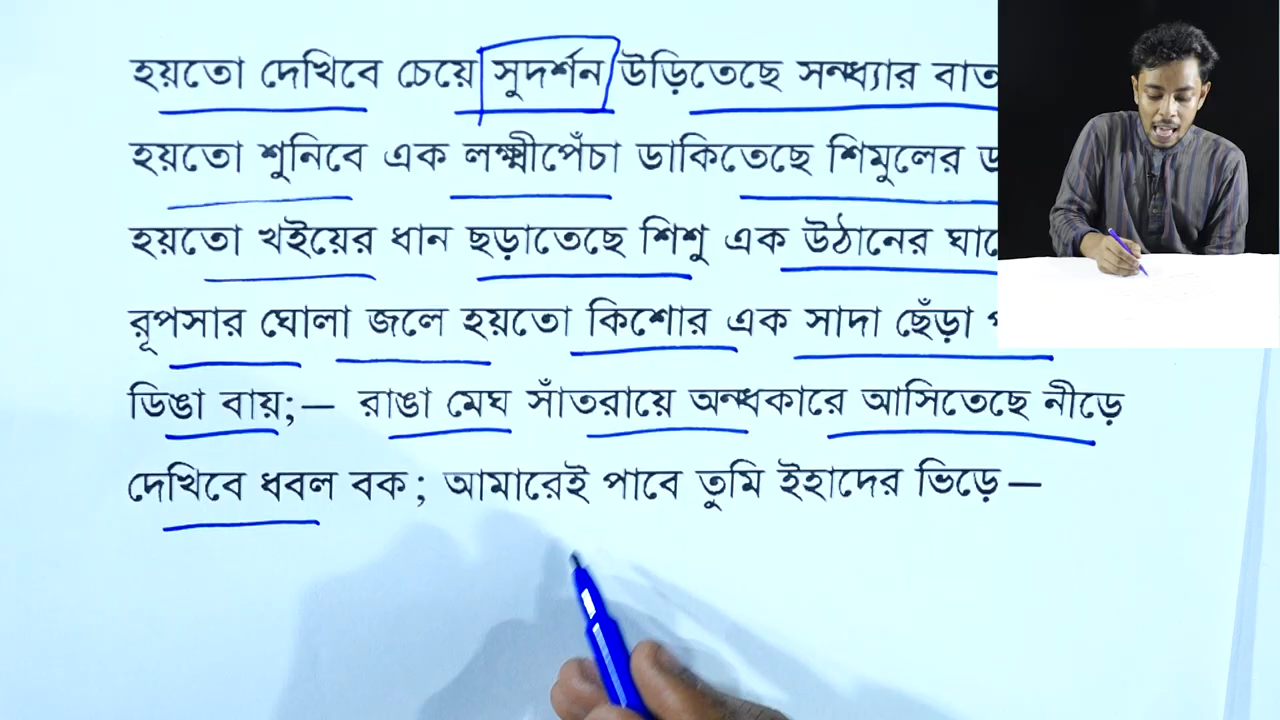 হয়তো দেখিবে চেয়ে সুদর্শন উড়িতেছে সন্ধ্যার
হয়তো শুনিবে এক লক্ষ্মীপেঁচা ডাকিতেছে শিমুলের
হয়তো খইয়ের ধান ছড়াতেছে শিশু এক উঠানের
রূপসার ঘোলা জলে হয়তো কিশোর এক সাদা ছেঁড়া
ডিঙা বায়;— রাঙা মেঘ সাঁতরায়ে অন্ধকারে আসিতেছে নীড়ে
দেখিবে ধবল বক; আমারেই পাবে তুমি ইহাদের ভিড়ে—